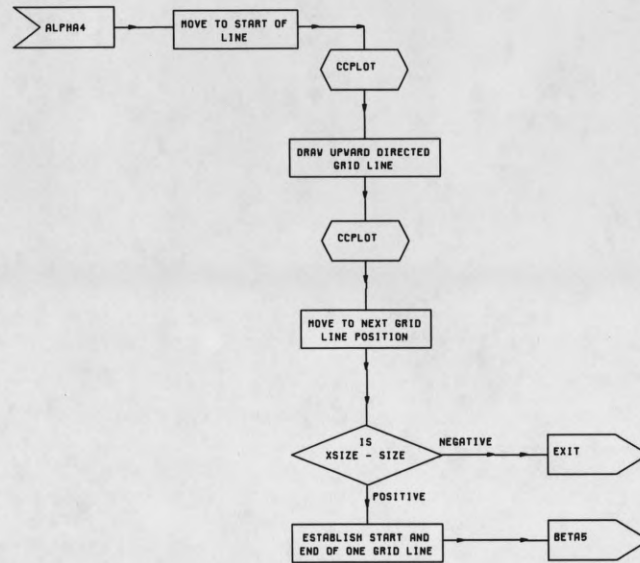 ALPHA4
MOVE TO START OF
LINE
CCPLOT
DRAW UPWARD DIRECTED
GRID LINE
CCPLOT
MOVE TO NEXT GRID
LINE POSITION
IS
XSIZE - SIZE
NEGATIVE
EXIT
POSITIVE
ESTABLISH START AND
END OF ONE GRID LINE
BETA5